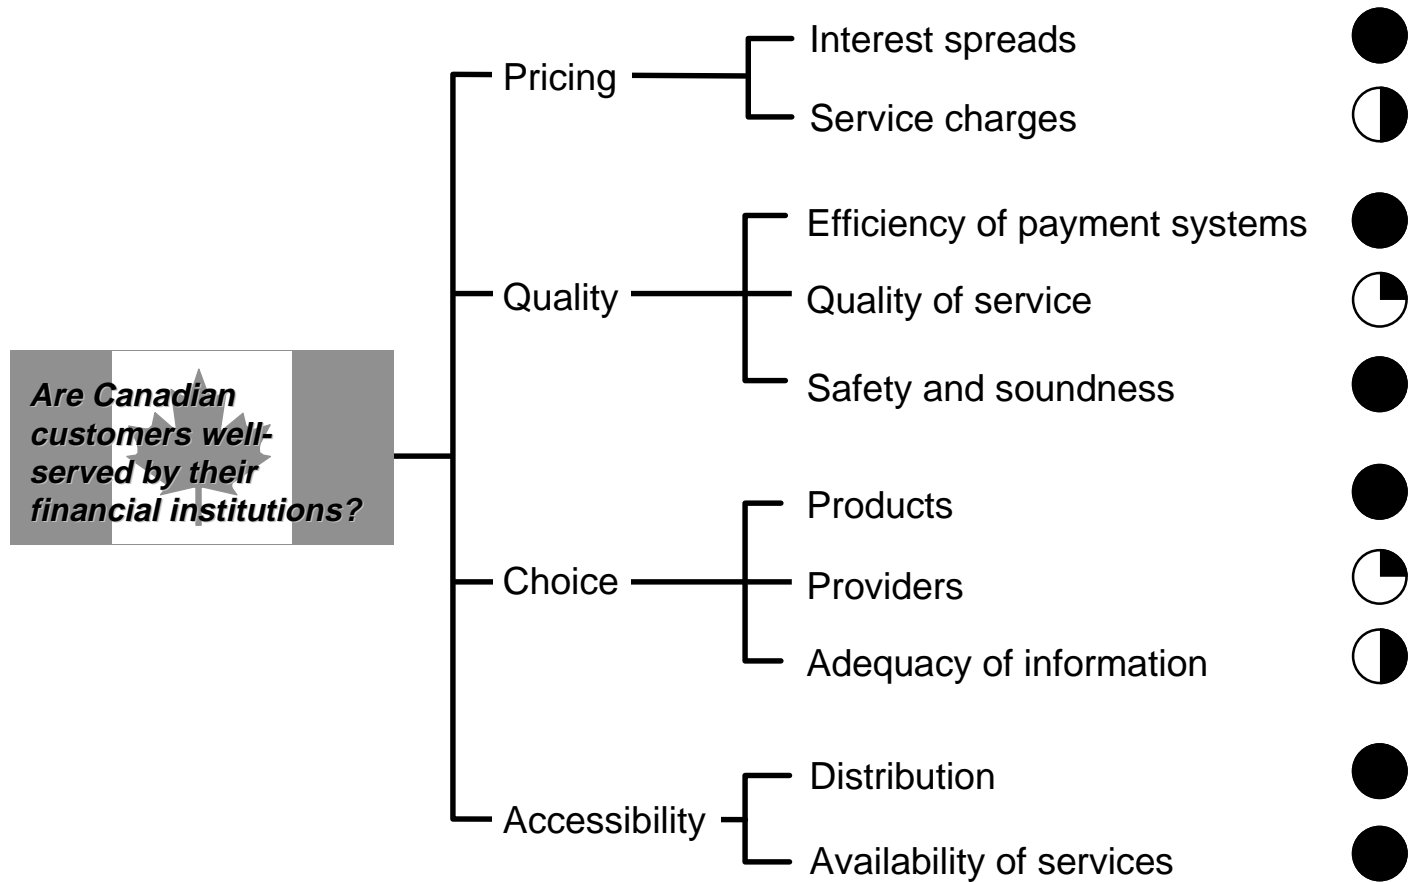 Are Canadian
customers well-
served by their
financial institutions?
Pricing
Interest spreads
Service charges
Quality
Efficiency of payment systems
Quality of service
Safety and soundness
Choice
Products
Providers
Adequacy of information
Accessibility
Distribution
Availability of services